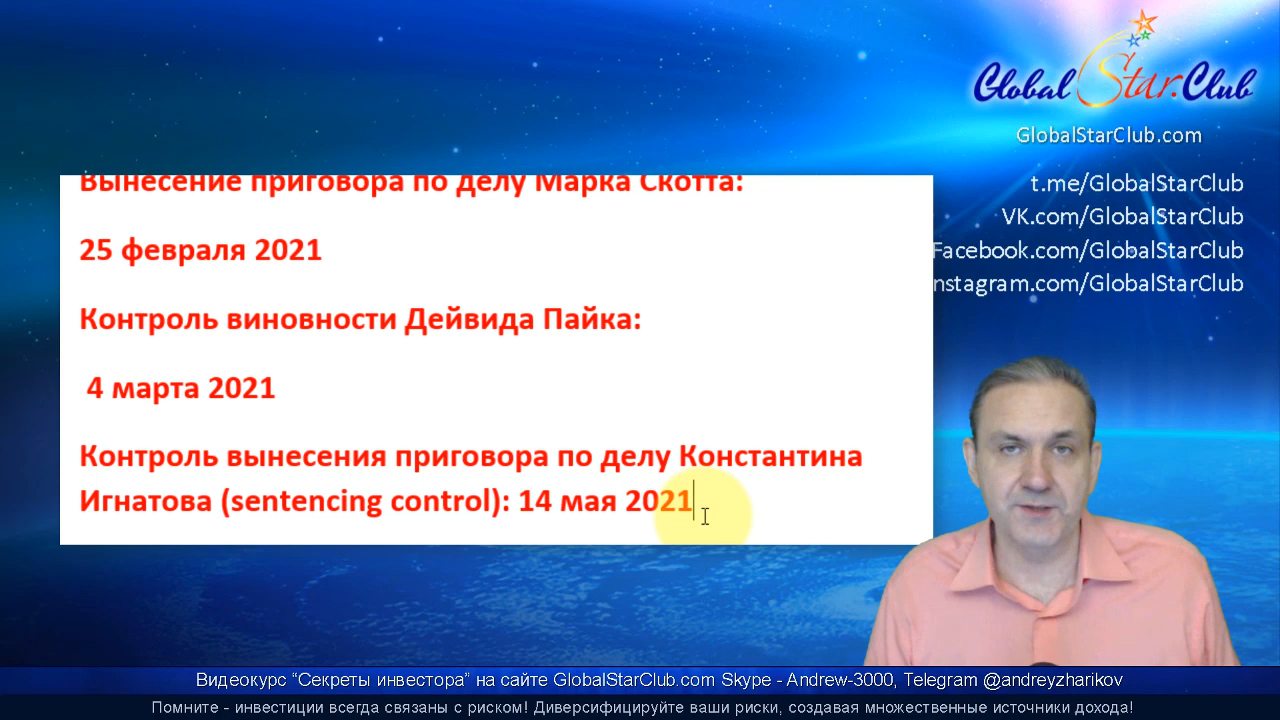 Global Star.Club
GlobalStarClub.com
t.me/GlobalStarClub
VK.com/GlobalStarClub
Facebook.com/GlobalStarClub
nstagram.com/GlobalStarClub
Вынесение приговора по делу Марка Скотта:
25 февраля 2021
Контроль виновности Дейвида Пайка:
4 марта 2021
Контроль вынесения приговора по делу Константина
Игнатова (sentencing control): 14 мая 2021
Видеокурс “Секреты инвестора” на сайте GlobalStarClub.com Skype - Andrew-3000, Telegram @andreyzharikov
Помните - инвестиции всегда связаны с риском! Диверсифицируйте ваши риски, создавая множественные источники дохода!